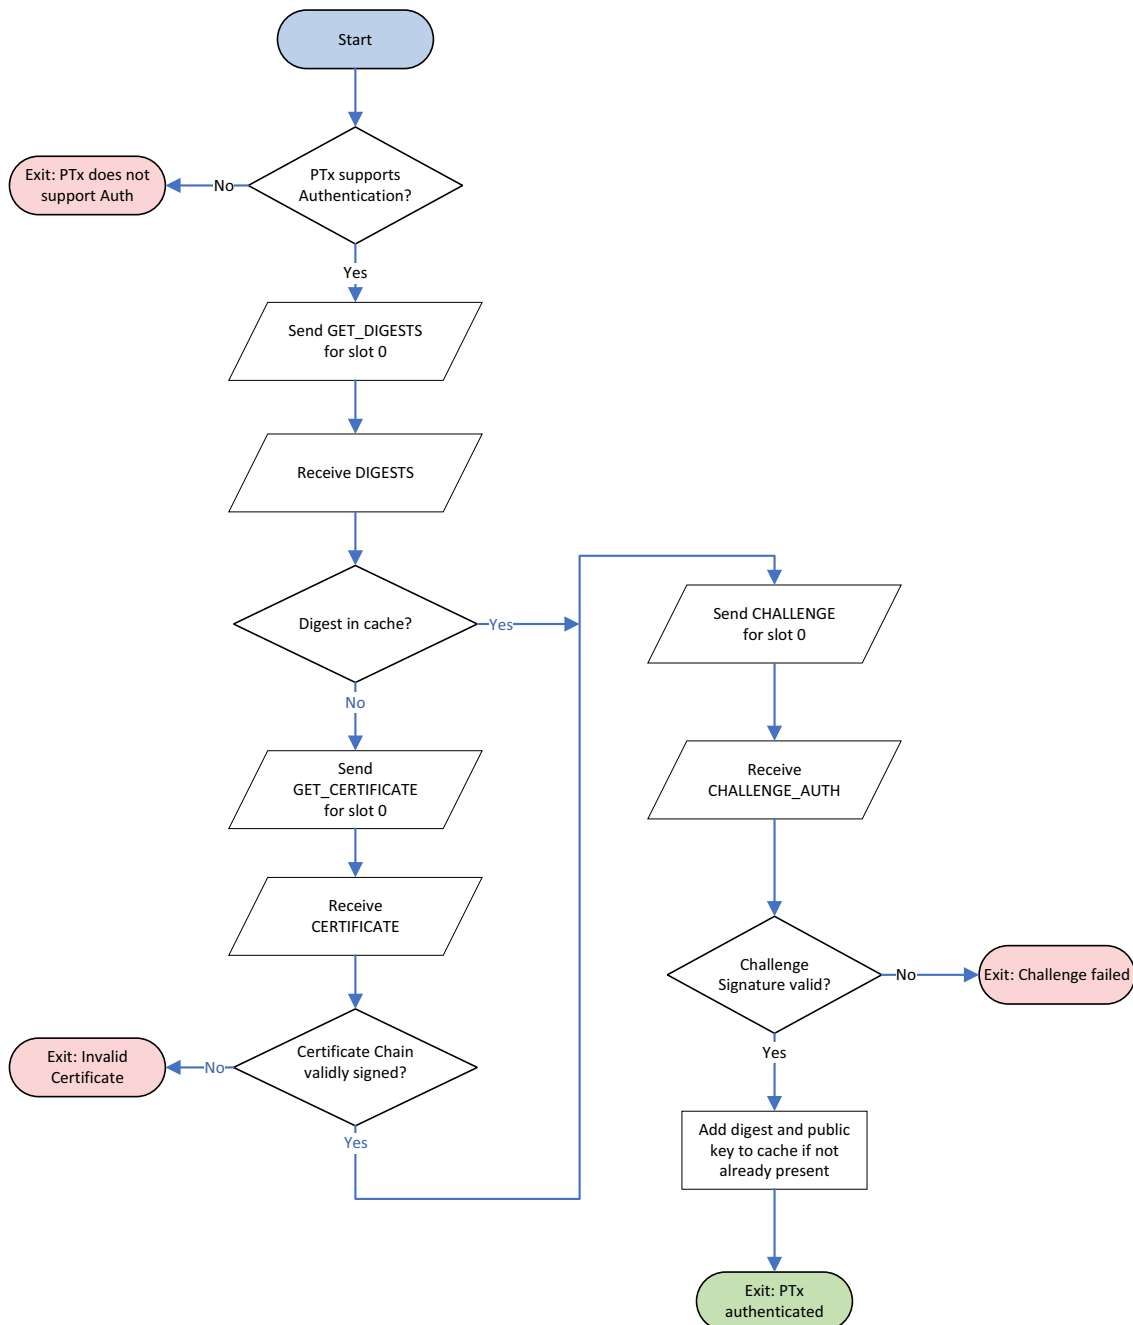 Start
PTx supports
Authentication?
No
Exit: PTx does not
support Auth
Yes
Send GET_DIGESTS
for slot 0
Receive DIGESTS
Digest in cache?
Yes
No
Send
GET_CERTIFICATE
for slot 0
Receive
CERTIFICATE
Certificate Chain
validly signed?
No
Exit: Invalid
Certificate
Yes
Send CHALLENGE
for slot 0
Receive
CHALLENGE_AUTH
Challenge
Signature valid?
No
Exit: Challenge failed
Yes
Add digest and public
key to cache if not
already present
Exit: PTx
authenticated